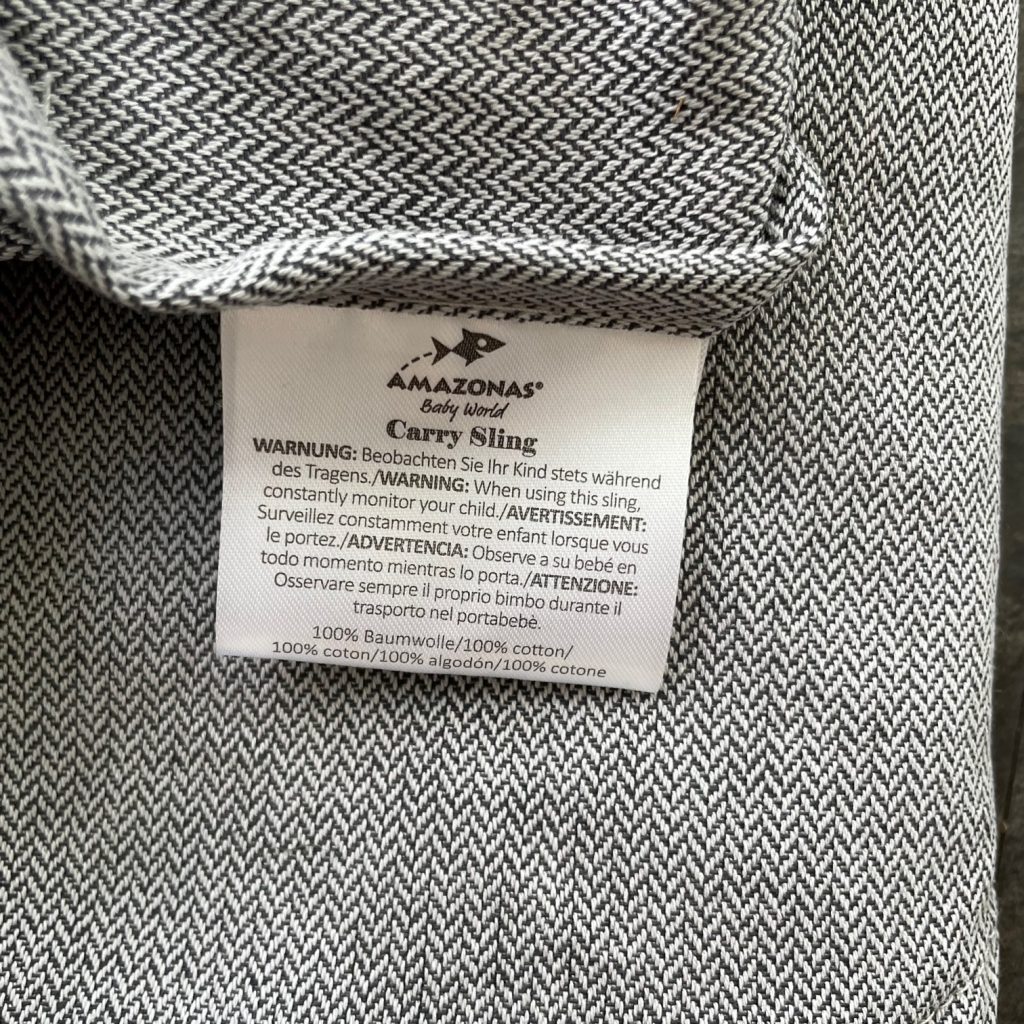 AMAZONAS®
Baby World
Carry Sling
WARNUNG: Beobachten Sie Ihr Kind stets während
des Tragens./WARNING: When using this sling,
constantly monitor your child./AVERTISSEMENT:
Surveillez constamment votre enfant lorsque vous
le portez./ADVERTENCIA: Observe a su bebé en
todo momento mientras lo porta./ATTENZIONE:
Osservare sempre il proprio bimbo durante il
trasporto nel portabebè.
100% Baumwolle/100% cotton/
100% coton/100% algodón/100% cotone